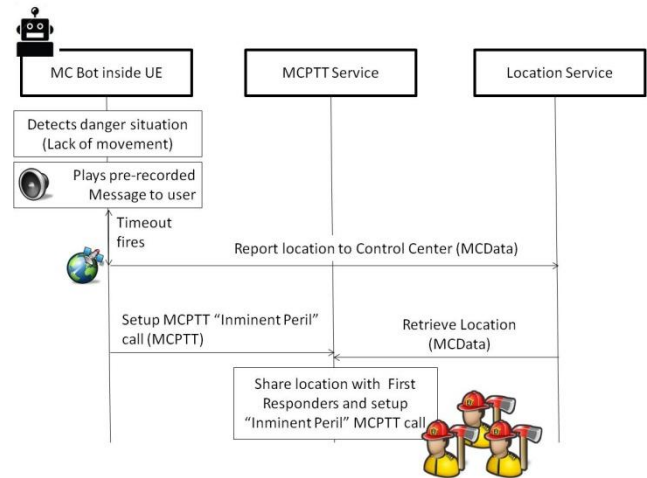 MC Bot inside UE
MCPTT Service
Location Service
Detects danger situation
(Lack of movement)
Plays pre-recorded
Message to user
Timeout
fires
Report location to Control Center (MCData)
Setup MCPTT “Inminent Peril”
call (MCPTT)
Retrieve Location
(MCData)
Share location with First
Responders and setup
“Inminent Peril” MCPTT call